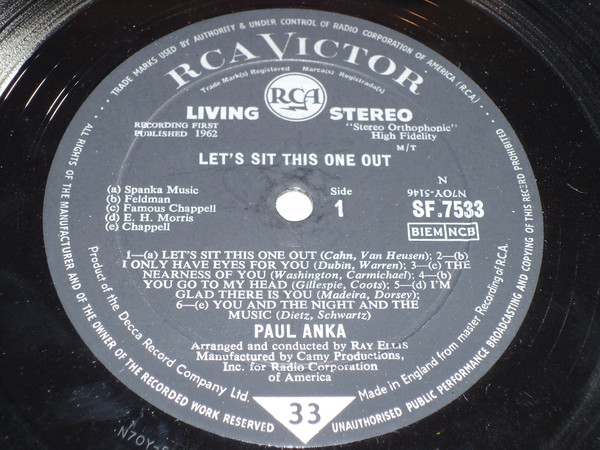 TRADE MARKS USED BY AUTHORITY & UNDER CONTROL OF RADIO CORPORATION OF AMERICA (RCA)
RCA VICTOR
Trade Mark(s) Registered Marca(s) Registrada(s)
RCA
LIVING STEREO
RECORDING FIRST
PUBLISHED 1962
"Stereo Orthophonic"
High Fidelity
M/T
LET'S SIT THIS ONE OUT
N
N7OY-5146
(a) Spanka Music
(b) Feldman
(c) Famous Chappell
(d) E. H. Morris
(e) Chappell
Side
1
SF.7533
BIEM NCB
1—(a) LET'S SIT THIS ONE OUT (Cahn, Van Heusen); 2—(b)
I ONLY HAVE EYES FOR YOU (Dubin, Warren); 3—(c) THE
NEARNESS OF YOU (Washington, Carmichael); 4—(b)
YOU GO TO MY HEAD (Gillespie, Coots); 5—(d) I'M
GLAD THERE IS YOU (Madeira, Dorsey);
6—(e) YOU AND THE NIGHT AND THE
MUSIC (Dietz, Schwartz)
PAUL ANKA
Arranged and conducted by RAY ELLIS
Manufactured by Camy Productions,
Inc. for Radio Corporation
of America
Product of the Decca Record Company Ltd.
Made in England from master Recording of R.C.A.
33
ALL RIGHTS OF THE MANUFACTURER AND OF THE OWNER OF THE RECORDED WORK RESERVED
UNAUTHORISED PUBLIC PERFORMANCE BROADCASTING AND COPYING OF THIS RECORD PROHIBITED